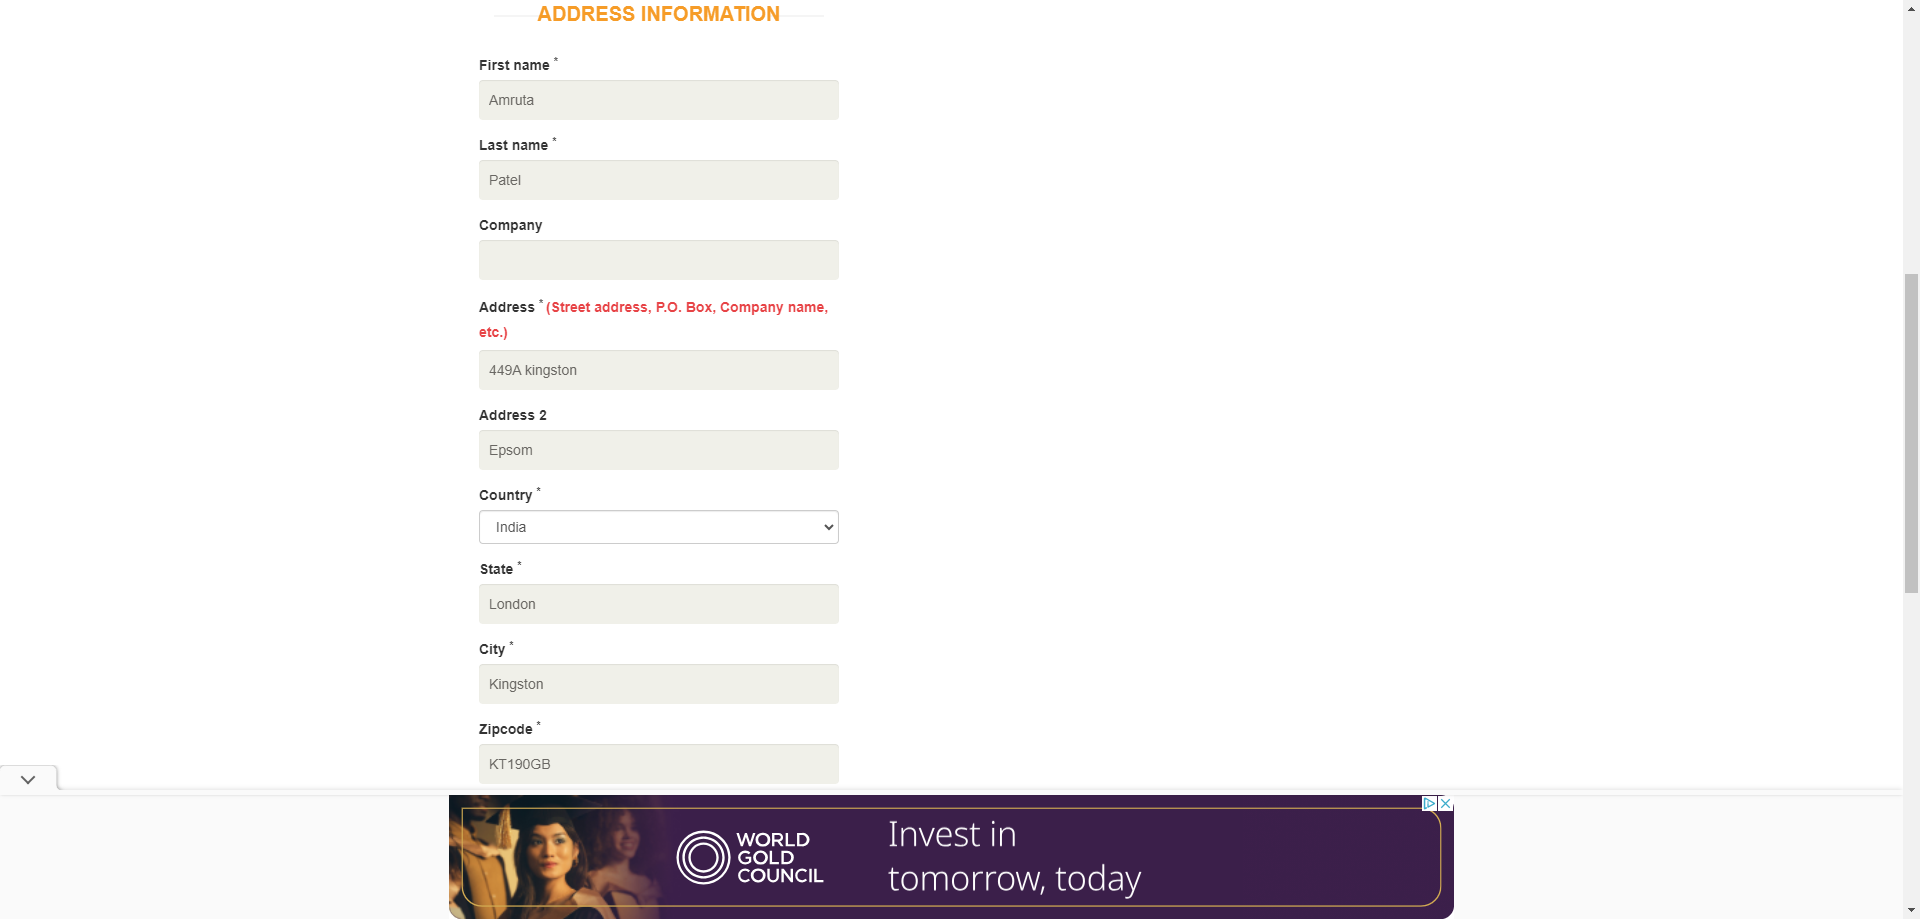 ADDRESS INFORMATION
First name *
Amruta
Last name *
Patel
Company
Address * (Street address, P.O. Box, Company name,
etc.)
449A kingston
Address 2
Epsom
Country *
India
State *
London
City *
Kingston
Zipcode *
KT190GB
WORLD
GOLD
COUNCIL
Invest in
tomorrow, today